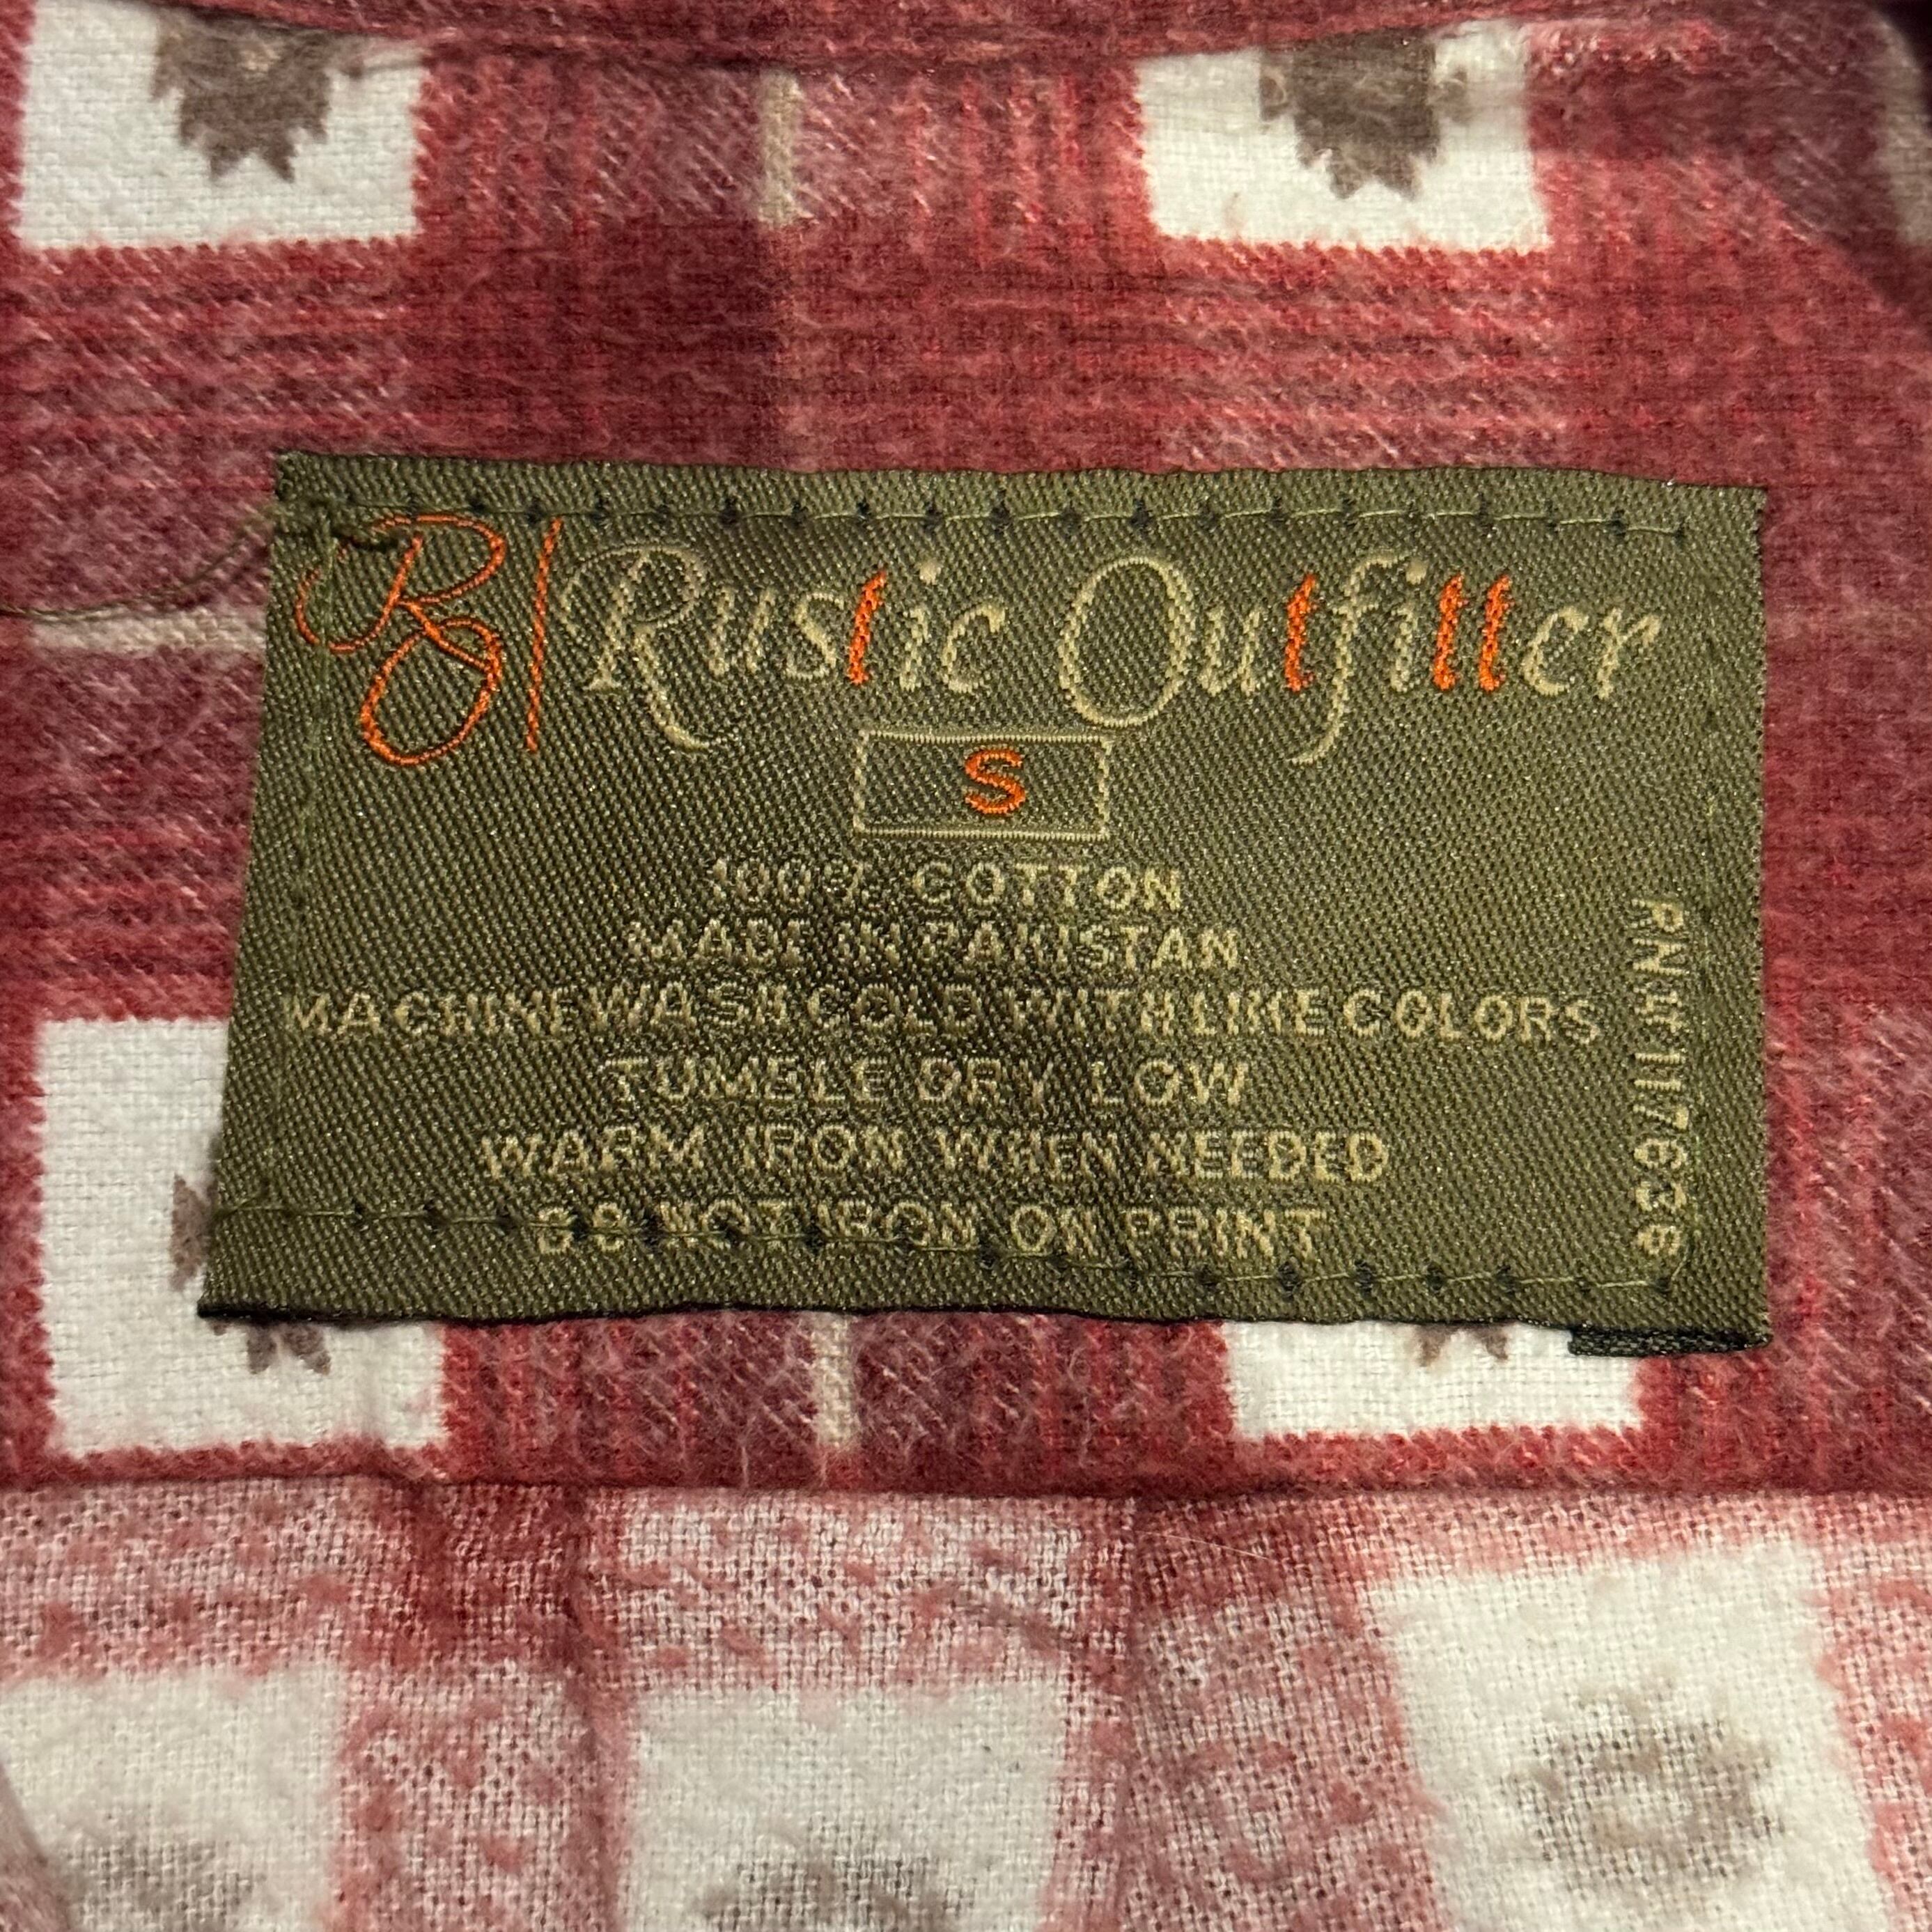 RO| Rustic Outfitter
S
100% COTTON
MADE IN PAKISTAN
MACHINE WASH COLD WITH LIKE COLORS
TUMBLE DRY LOW
WARM IRON WHEN NEEDED
DO NOT IRON ON PRINT
RN# 117636